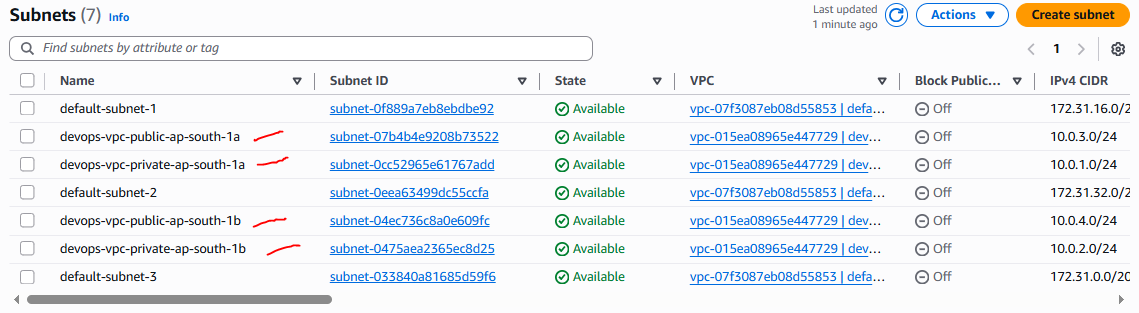 Subnets (7) Info
Last updated
1 minute ago
Actions
Create subnet
Find subnets by attribute or tag
1
Name Subnet ID State VPC Block Public... IPv4 CIDR
default-subnet-1 subnet-0f889a7eb8ebdbe92 Available vpc-07f3087eb08d55853 | defa... Off 172.31.16.0/2
devops-vpc-public-ap-south-1a subnet-07b4b4e9208b73522 Available vpc-015ea08965e447729 | dev... Off 10.0.3.0/24
devops-vpc-private-ap-south-1a subnet-0cc52965e61767add Available vpc-015ea08965e447729 | dev... Off 10.0.1.0/24
default-subnet-2 subnet-0eea63499dc55ccfa Available vpc-07f3087eb08d55853 | defa... Off 172.31.32.0/2
devops-vpc-public-ap-south-1b subnet-04ec736c8a0e609fc Available vpc-015ea08965e447729 | dev... Off 10.0.4.0/24
devops-vpc-private-ap-south-1b subnet-0475aea2365ec8d25 Available vpc-015ea08965e447729 | dev... Off 10.0.2.0/24
default-subnet-3 subnet-033840a81685d59f6 Available vpc-07f3087eb08d55853 | defa... Off 172.31.0.0/20